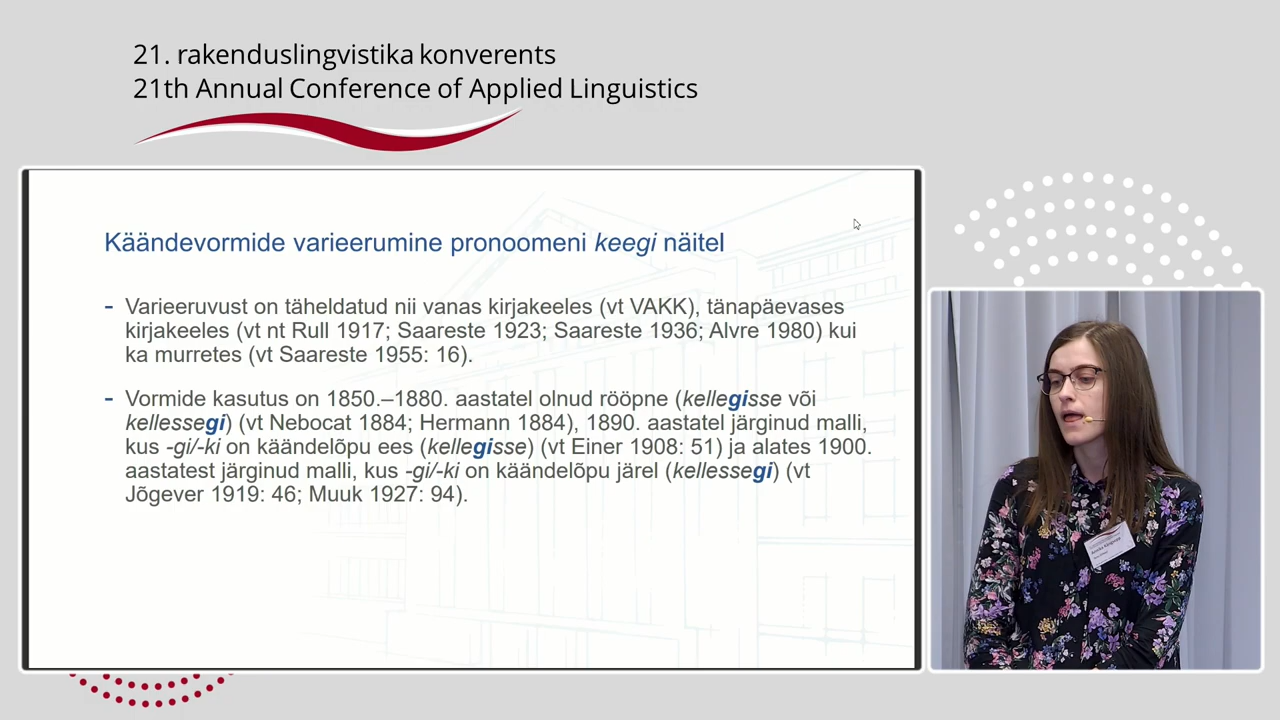 21. rakenduslingvistika konverents
21th Annual Conference of Applied Linguistics
Käändevormide varieerumine pronoomeni keegi näitel
- Varieeruvust on täheldatud nii vanas kirjakeeles (vt VAKK), tänapäevases
kirjakeeles (vt nt Rull 1917; Saareste 1923; Saareste 1936; Alvre 1980) kui
ka murretes (vt Saareste 1955: 16).
- Vormide kasutus on 1850.–1880. aastatel olnud rööpne (kellegisse või
kellessegi) (vt Nebocat 1884; Hermann 1884), 1890. aastatel järginud malli,
kus -gi/-ki on käändelõpu ees (kellegisse) (vt Einer 1908: 51) ja alates 1900.
aastatest järginud malli, kus -gi/-ki on käändelõpu järel (kellessegi) (vt
Jõgever 1919: 46; Muuk 1927: 94).